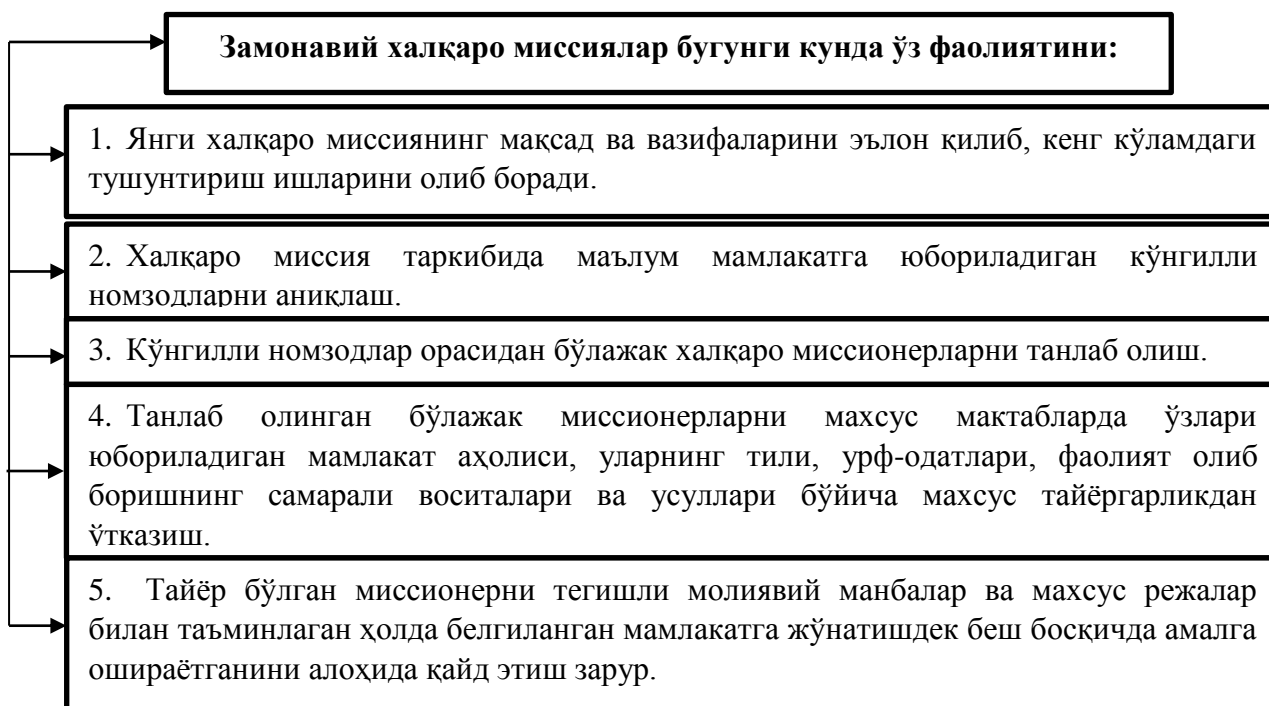 Замонавий халқаро миссиялар бугунги кунда ўз фаолиятини:
1. Янги халқаро миссиянинг мақсад ва вазифаларини эълон қилиб, кенг кўламдаги
тушунтириш ишларини олиб боради.
2. Халқаро миссия таркибида маълум мамлакатга юбориладиган кўнгилли
номзодларни аниқлаш.
3. Кўнгилли номзодлар орасидан бўлажак халқаро миссионерларни танлаб олиш.
4. Танлаб олинган бўлажак миссионерларни махсус мактабларда ўзлари
юбориладиган мамлакат аҳолиси, уларнинг тили, урф-одатлари, фаолият олиб
боришнинг самарали воситалари ва усуллари бўйича махсус тайёргарликдан
ўтказиш.
5. Тайёр бўлган миссионерни тегишли молиявий манбалар ва махсус режалар
билан таъминлаган ҳолда белгиланган мамлакатга жўнатишдек беш босқичда амалга
ошираётганини алоҳида қайд этиш зарур.